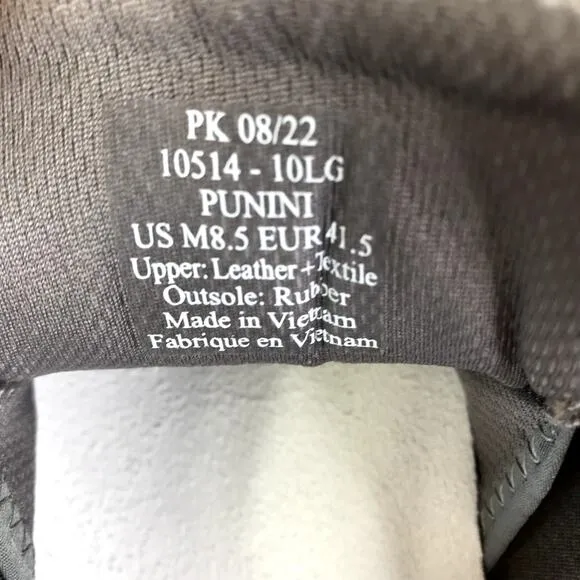 PK 08/22
10514 - 10LG
PUNINI
US M8.5 EUR 41.5
Upper: Leather + Textile
Outsole: Rubber
Made in Vietnam
Fabrique en Vietnam